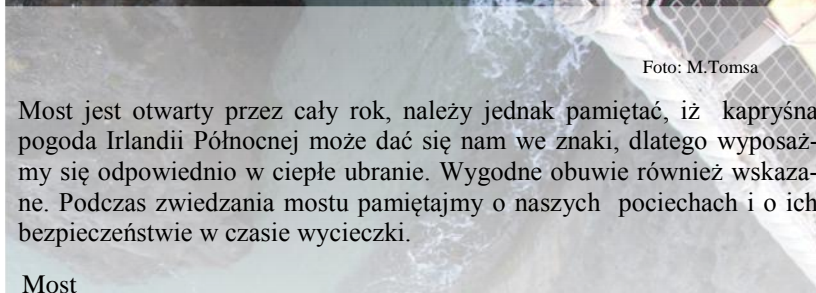 Foto: M.Tomsa
Most jest otwarty przez cały rok, należy jednak pamiętać, iż kapryśna
pogoda Irlandii Północnej może dać się nam we znaki, dlatego wyposaż-
my się odpowiednio w ciepłe ubranie. Wygodne obuwie również wskaza-
ne. Podczas zwiedzania mostu pamiętajmy o naszych pociechach i o ich
bezpieczeństwie w czasie wycieczki.
Most